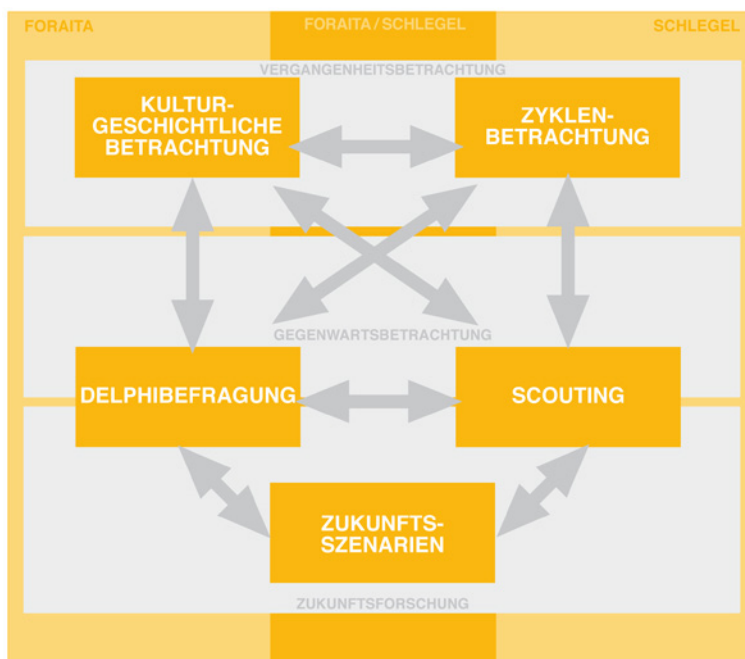 FORAITA
FORAITA / SCHLEGEL
SCHLEGEL
VERGANGENHEITSBETRACHTUNG
KULTUR-
GESCHICHTLICHE
BETRACHTUNG
ZYKLEN-
BETRACHTUNG
GEGENWARTSBETRACHTUNG
DELPHIBEFRAGUNG
SCOUTING
ZUKUNFTS-
SZENARIEN
ZUKUNFTSFORSCHUNG